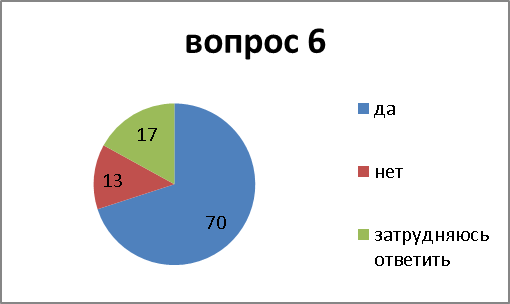 вопрос 6
17
13
70
да
нет
затрудняюсь
ответить